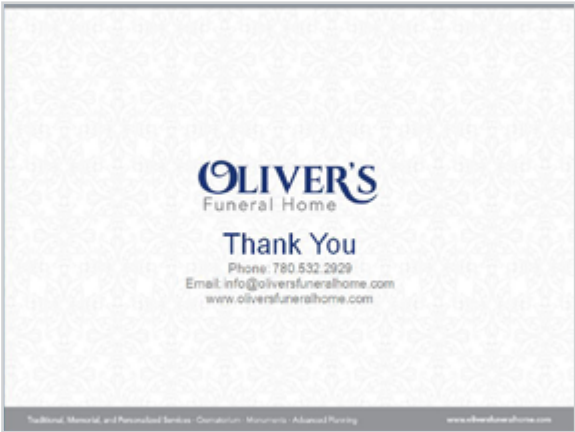 OLIVER'S
Funeral Home
Thank You
Phone: 780.532.2929
Email: info@oliversfuneralhome.com
www.oliversfuneralhome.com
Traditional, Memorial, and Personalized Services - Crematorium - Monuments - Advanced Planning
www.oliversfuneralhome.com